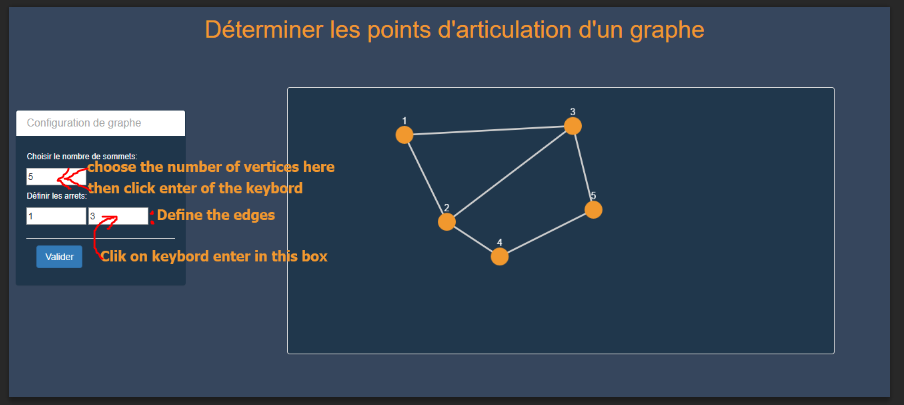 Déterminer les points d'articulation d'un graphe
Configuration de graphe
Choisir le nombre de sommets:
5
choose the number of vertices here
then click enter of the keybord
Définir les arrets:
1
3
Define the edges
Valider
Clik on keybord enter in this box
1
3
2
5
4